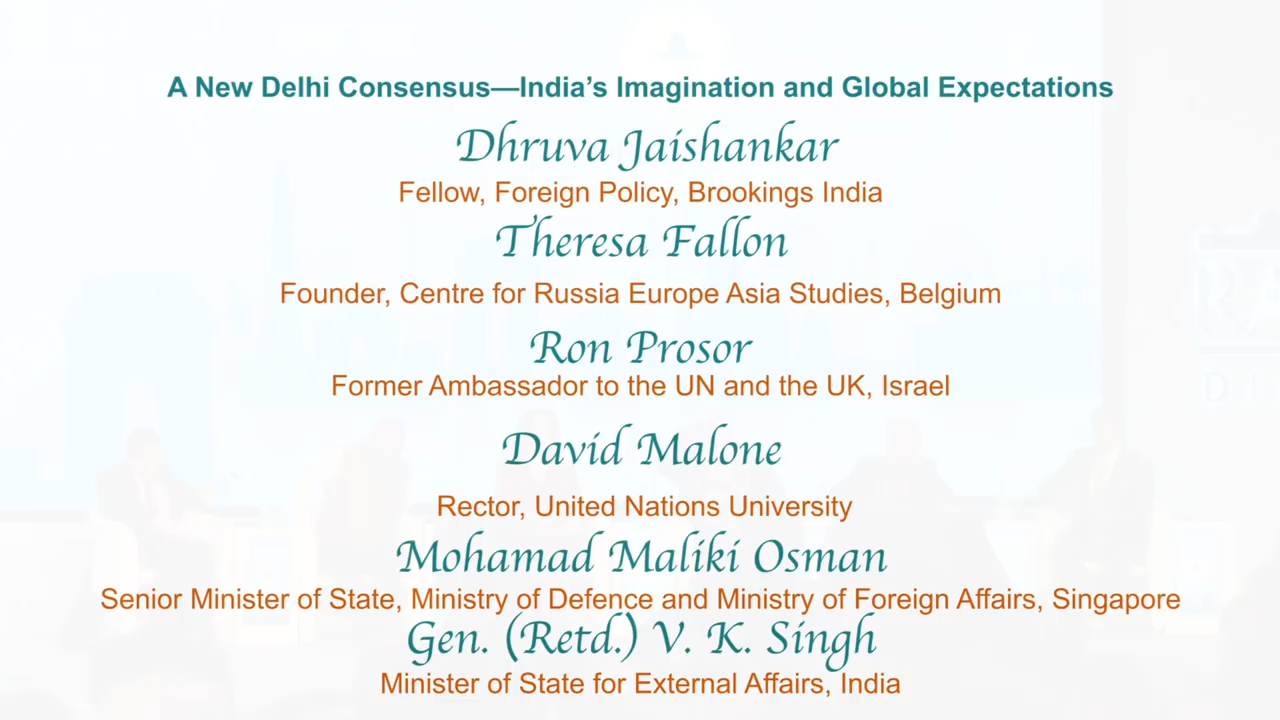 A New Delhi Consensus—India's Imagination and Global Expectations
Dhruva Jaishankar
Fellow, Foreign Policy, Brookings India
Theresa Fallon
Founder, Centre for Russia Europe Asia Studies, Belgium
Ron Prosor
Former Ambassador to the UN and the UK, Israel
David Malone
Rector, United Nations University
Mohamad Maliki Osman
Senior Minister of State, Ministry of Defence and Ministry of Foreign Affairs, Singapore
Gen. (Retd.) V. K. Singh
Minister of State for External Affairs, India